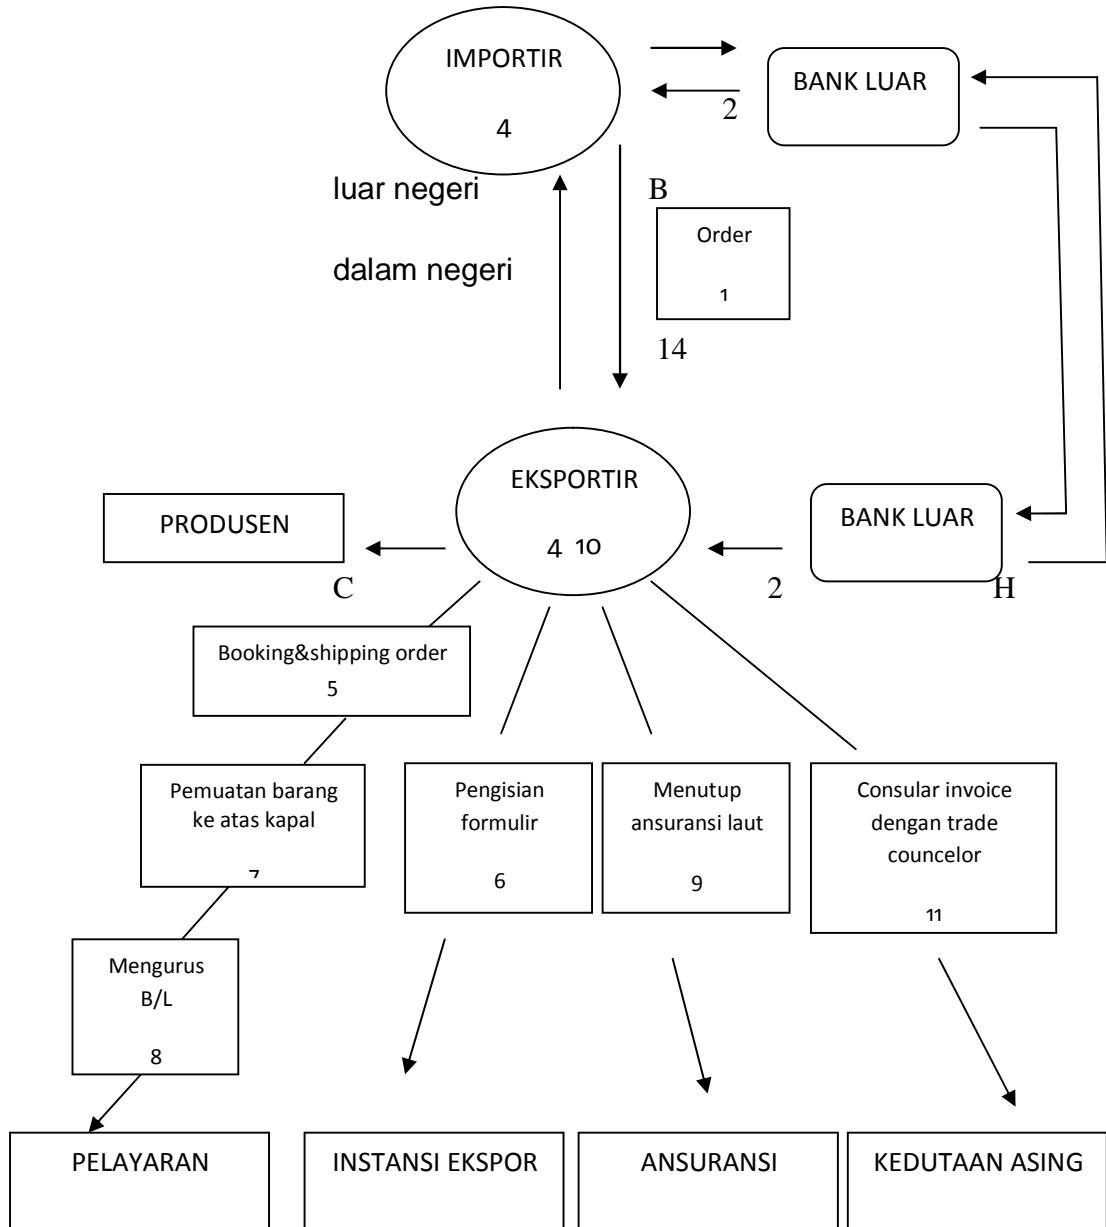 IMPORTIR
4
BANK LUAR
2
luar negeri
B
Order
1
dalam negeri
14
EKSPORTIR
4 10
PRODUSEN
BANK LUAR
C
2
H
Booking&shipping order
5
Pemuatan barang
ke atas kapal
7
Pengisian
formulir
6
Menutup
ansuransi laut
9
Consular invoice
dengan trade
councelor
11
Mengurus
B/L
8
PELAYARAN
INSTANSI EKSPOR
ANSURANSI
KEDUTAAN ASING